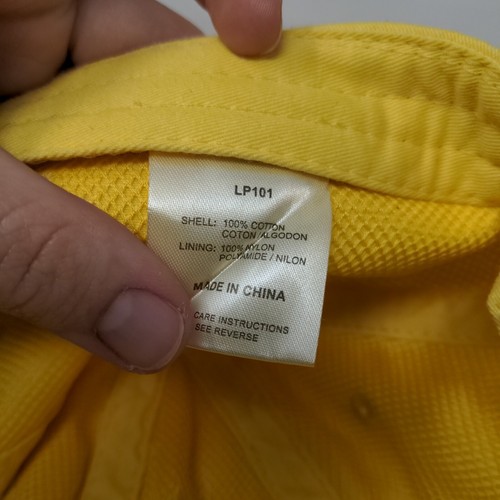 LP101
SHELL: 100% COTTON
COTON / ALGODON
LINING: 100% NYLON
POLYAMIDE / NILON
MADE IN CHINA
CARE INSTRUCTIONS
SEE REVERSE